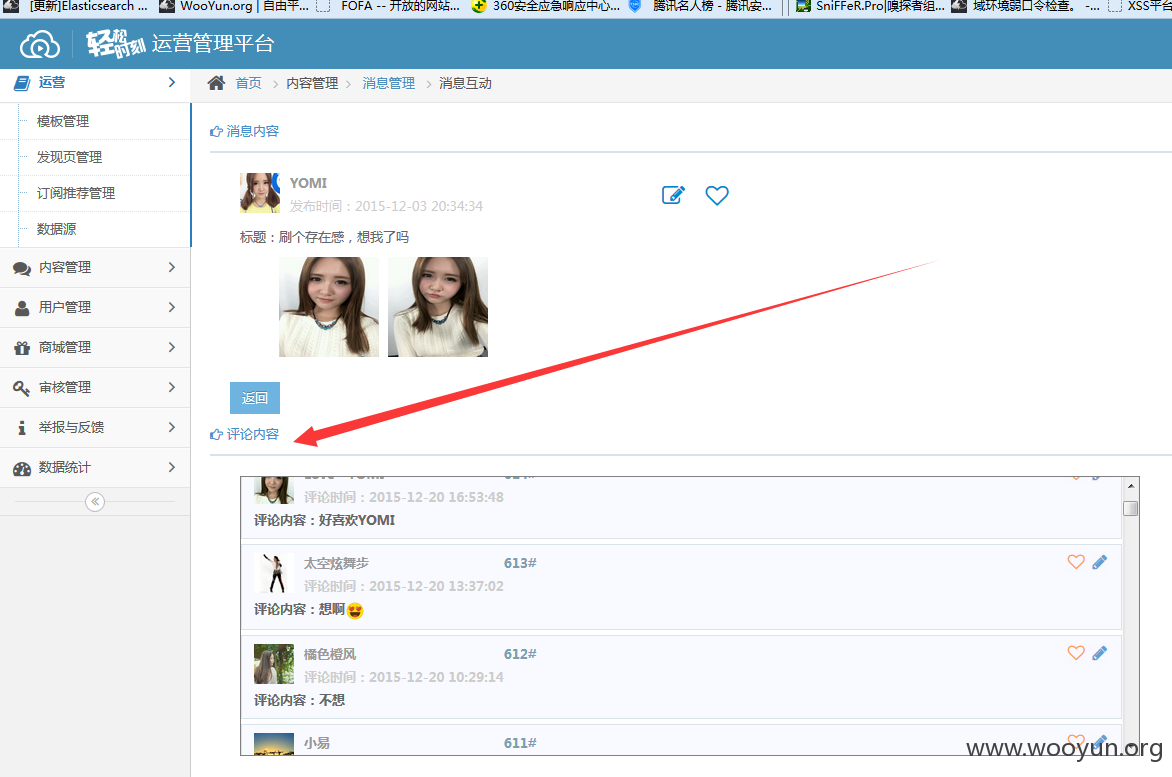 [更新]Elasticsearch ... WooYun.org | 自由平... FOFA -- 开放的网站... 360安全应急响应中心... 腾讯名人榜 - 腾讯安... SniFFeR.Pro|嗅探者组... 域环境弱口令检查。 -... XSS平台
轻松时刻 运营管理平台
运营
首页 > 内容管理 > 消息管理 > 消息互动
模板管理
发现页管理
订阅推荐管理
数据源
内容管理
用户管理
商城管理
审核管理
举报与反馈
数据统计
消息内容
YOMI
发布时间：2015-12-03 20:34:34
标题：刷个存在感，想我了吗
返回
评论内容
评论时间：2015-12-20 16:53:48
评论内容：好喜欢YOMI
太空炫舞步 613#
评论时间：2015-12-20 13:37:02
评论内容：想啊😍
橘色橙风 612#
评论时间：2015-12-20 10:29:14
评论内容：不想
小易 611#
www.wooyun.org